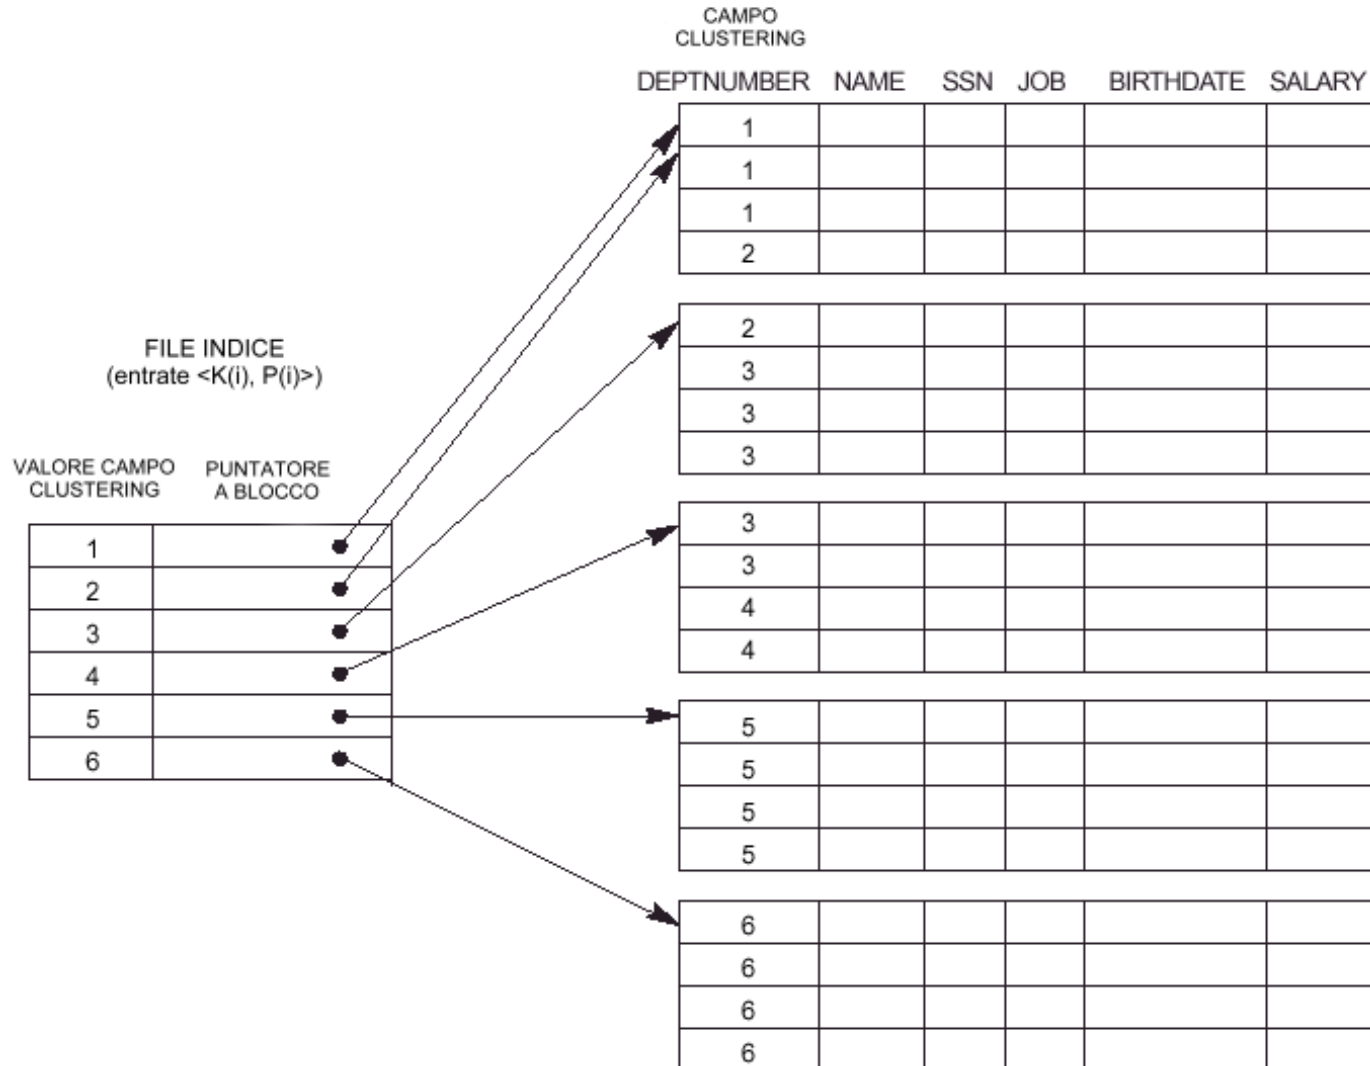 CAMPO
CLUSTERING
DEPTNUMBER NAME SSN JOB BIRTHDATE SALARY
1
1
1
2
2
3
3
3
3
3
4
4
5
5
5
5
6
6
6
6
FILE INDICE
(entrate <K(i), P(i)>)
VALORE CAMPO
CLUSTERING
PUNTATORE
A BLOCCO
1
2
3
4
5
6